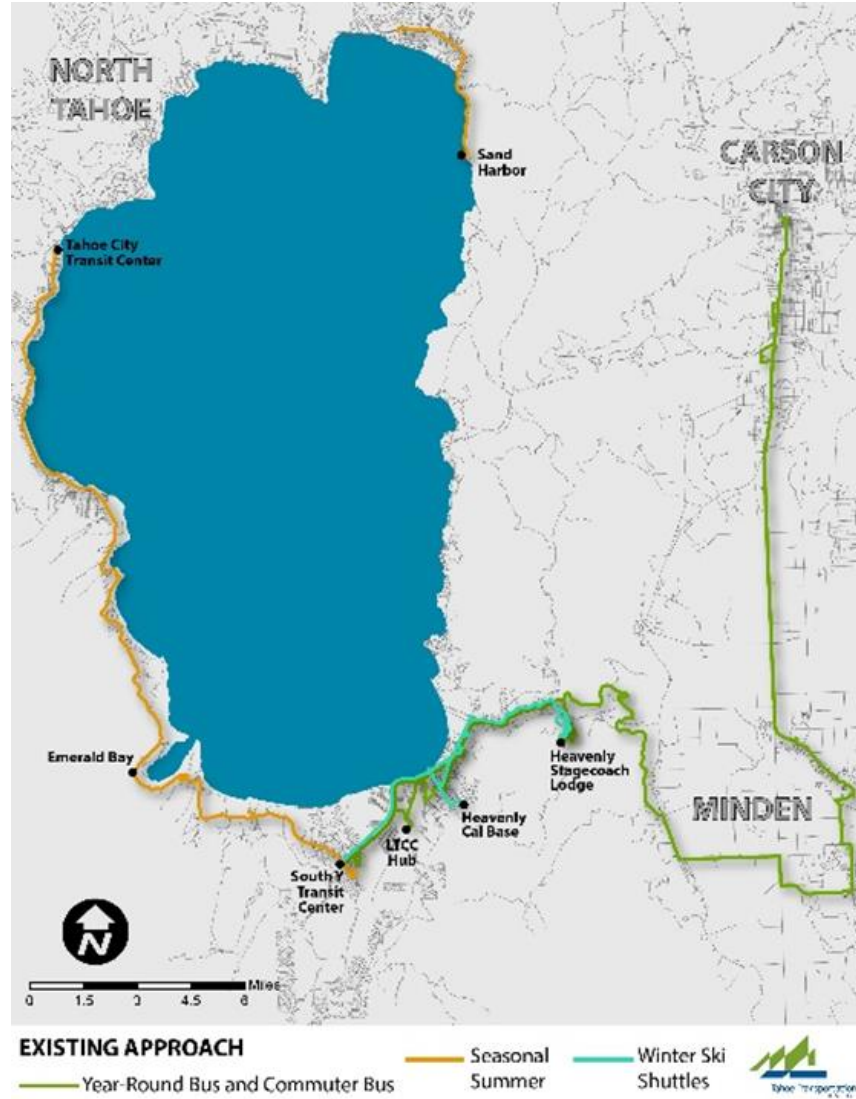 NORTH
TAHOE
Sand
Harbor
CARSON
CITY
Tahoe City
Transit Center
Emerald Bay
Heavenly
Stagecoach
Lodge
Heavenly
Cal Base
MINDEN
LTCC
Hub
South Y
Transit
Center
N
Miles
0 1.5 3 4.5 6
EXISTING APPROACH
Seasonal
Summer
Winter Ski
Shuttles
Year-Round Bus and Commuter Bus
Tahoe Transportation